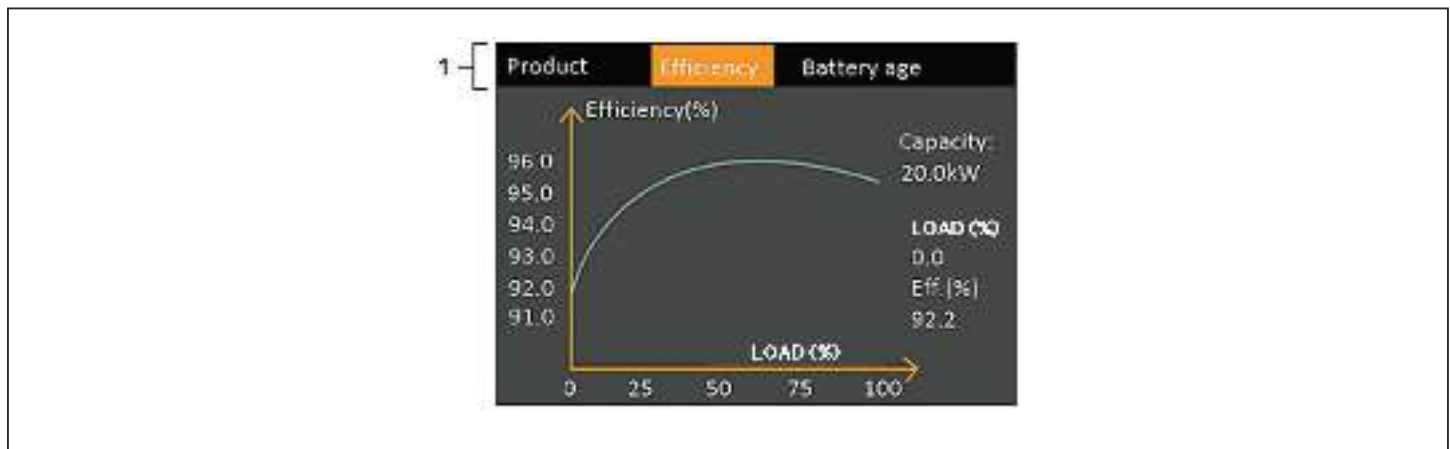 1
Product Efficiency Battery age
Efficiency(%)
96.0
95.0
94.0
93.0
92.0
91.0
Capacity:
20.0kW
LOAD (%)
0.0
Eff.(%)
92.2
LOAD (%)
0 25 50 75 100